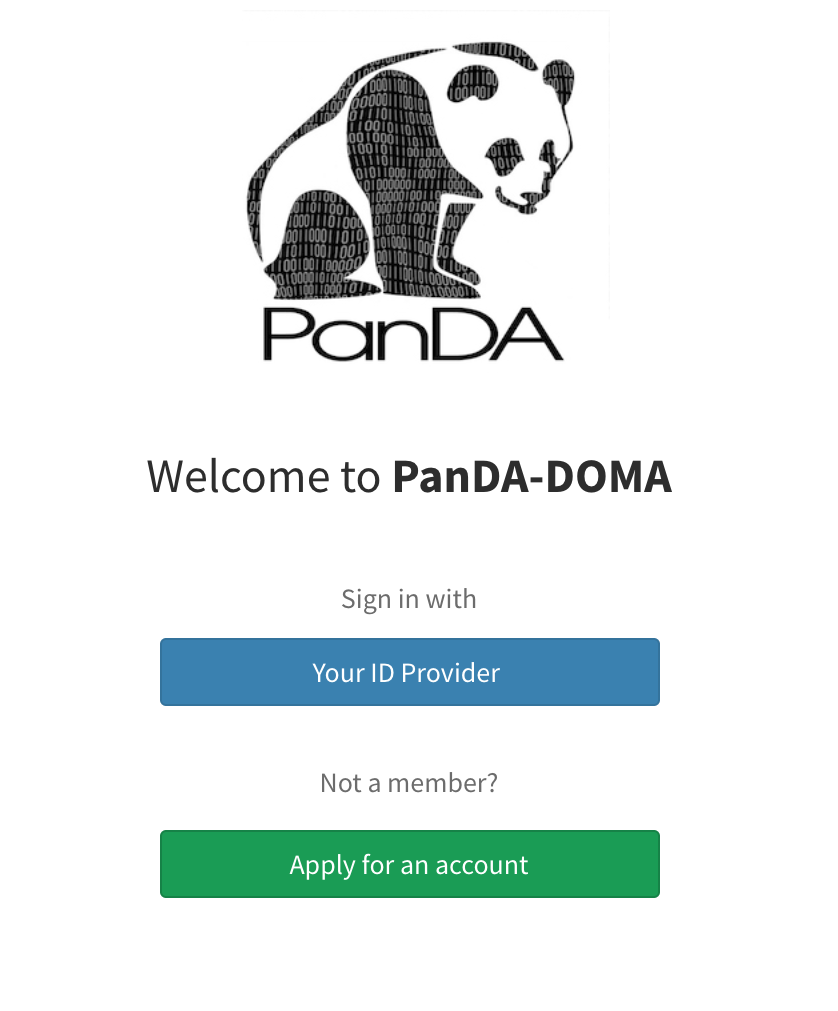 PanDA
Welcome to PanDA-DOMA
Sign in with
Your ID Provider
Not a member?
Apply for an account